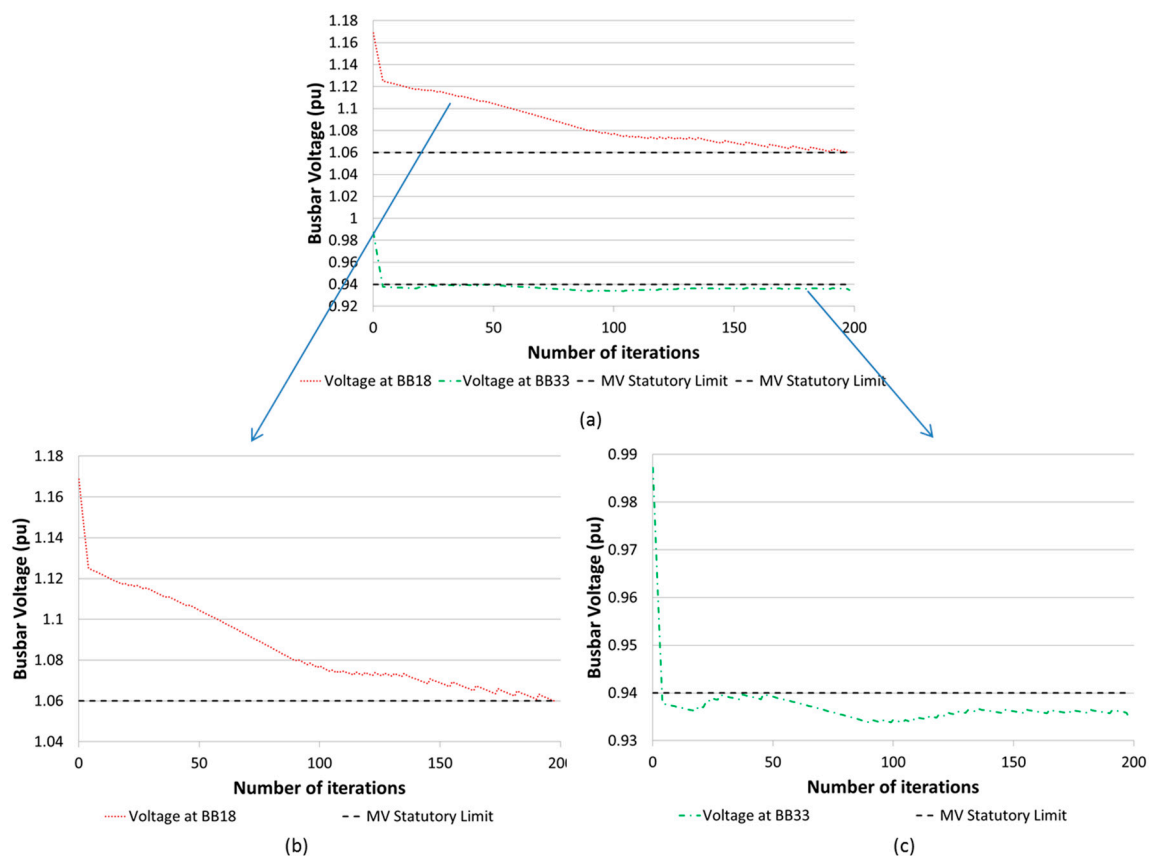 1.18
1.16
1.14
1.12
1.1
1.08
1.06
1.04
1.02
1
0.98
0.96
0.94
0.92
Busbar Voltage (pu)
0 50 100 150 200
Number of iterations
Voltage at BB18 Voltage at BB33 MV Statutory Limit MV Statutory Limit
(a)
1.18
1.16
1.14
1.12
1.1
1.08
1.06
1.04
Busbar Voltage (pu)
0 50 100 150 200
Number of iterations
Voltage at BB18 MV Statutory Limit
(b)
0.99
0.98
0.97
0.96
0.95
0.94
0.93
Busbar Voltage (pu)
0 50 100 150 200
Number of iterations
Voltage at BB33 MV Statutory Limit
(c)